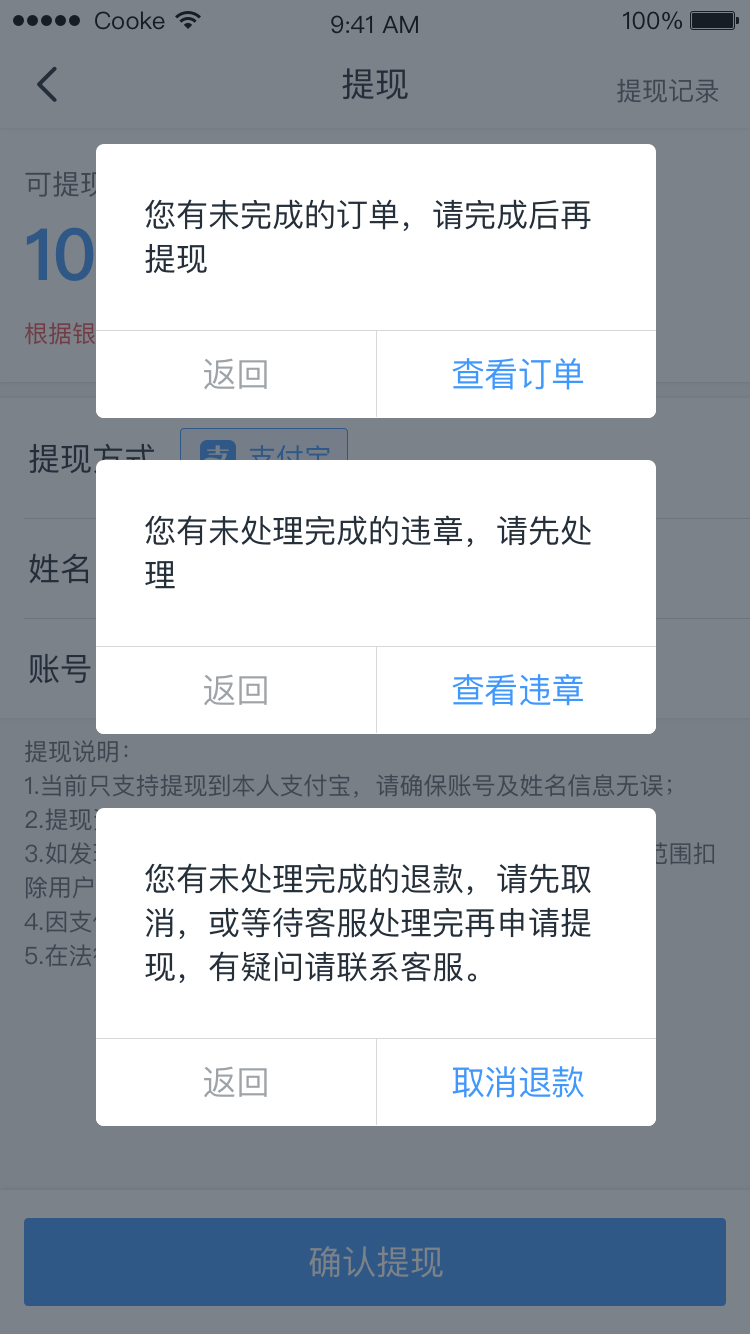 Cooke
9:41 AM
100%
提现
提现记录
可提现
您有未完成的订单，请完成后再
提现
10
根据银
返回
查看订单
提现方式
支 支付宝
您有未处理完成的违章，请先处
理
姓名
账号
返回
查看违章
提现说明：
1.当前只支持提现到本人支付宝，请确保账号及姓名信息无误；
2.提现
3.如发
范围扣
除用户
4.因支
5.在法
您有未处理完成的退款，请先取
消，或等待客服处理完再申请提
现，有疑问请联系客服。
返回
取消退款
确认提现